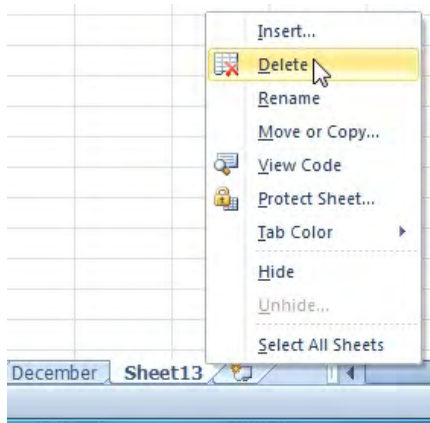 Insert...
Delete
Rename
Move or Copy...
View Code
Protect Sheet...
Tab Color
Hide
Unhide...
Select All Sheets
December Sheet13